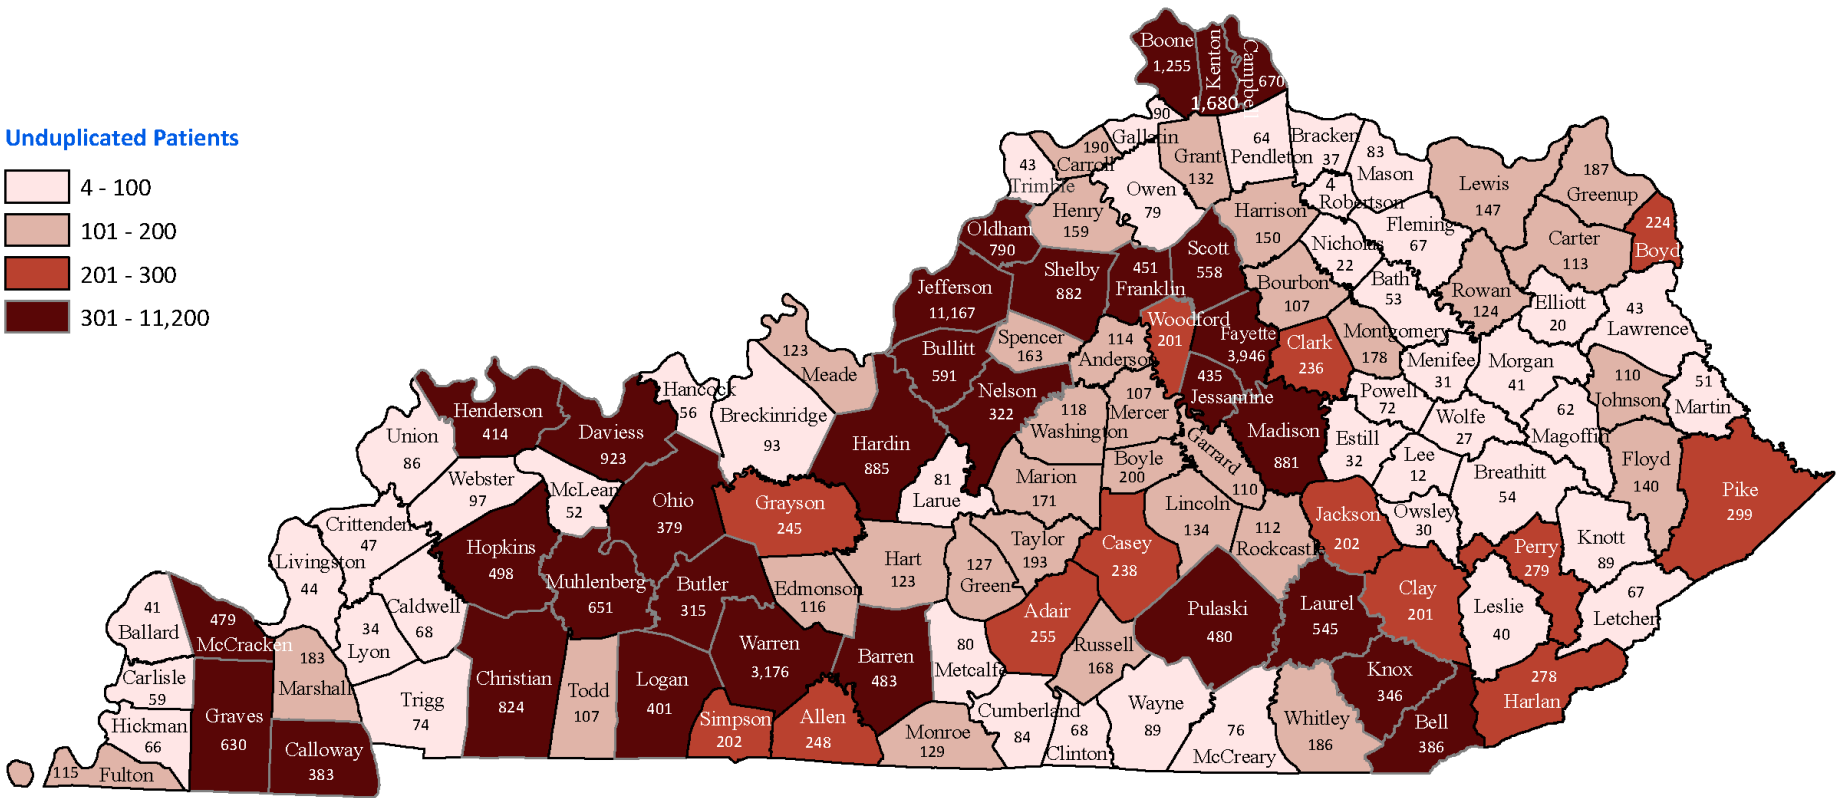 Unduplicated Patients
4 - 100
101 - 200
201 - 300
301 - 11,200
Boone
1,255
Kenton
1,680
Campbell
670
90
Gallatin
190
Carroll
43
Trimble
Grant
132
64
Pendleton
Bracken
37
83
Mason
4
Robertson
Lewis
147
187
Greenup
224
Boyd
Carter
113
Owen
79
Henry
159
Oldham
790
Harrison
150
Nicholas
22
Fleming
67
Rowan
124
Elliott
20
43
Lawrence
Jefferson
11,167
Shelby
882
451
Franklin
Scott
558
Bourbon
107
Bath
53
Montgomery
178
Menifee
31
Morgan
41
110
Johnson
51
Martin
Bullitt
591
Spencer
163
114
Anderson
Woodford
201
Fayette
3,946
Clark
236
435
Jessamine
Powell
72
Wolfe
27
62
Magoffin
Floyd
140
Pike
299
123
Meade
Hancock
56
Breckinridge
93
Hardin
885
Nelson
322
118
Washington
107
Mercer
Garrard
110
Madison
881
Estill
32
Lee
12
Breathitt
54
Knott
89
Henderson
414
Daviess
923
Union
86
Webster
97
McLean
52
Ohio
379
Grayson
245
81
Larue
Marion
171
Boyle
200
Lincoln
134
112
Rockcastle
Jackson
202
Owsley
30
Perry
279
67
Letcher
Crittenden
47
Livingston
44
Hopkins
498
Muhlenberg
651
Butler
315
Edmonson
116
Hart
123
127
Green
Taylor
193
Casey
238
Adair
255
Russell
168
Pulaski
480
Laurel
545
Clay
201
Leslie
40
278
Harlan
41
Ballard
479
McCracken
183
Marshall
34
Lyon
Caldwell
68
Christian
824
Todd
107
Logan
401
Warren
3,176
Barren
483
80
Metcalfe
Carlisle
59
Hickman
66
115
Fulton
Graves
630
Calloway
383
Trigg
74
Simpson
202
Allen
248
Monroe
129
Cumberland
84
68
Clinton
Wayne
89
76
McCreary
Whitley
186
Knox
346
Bell
386